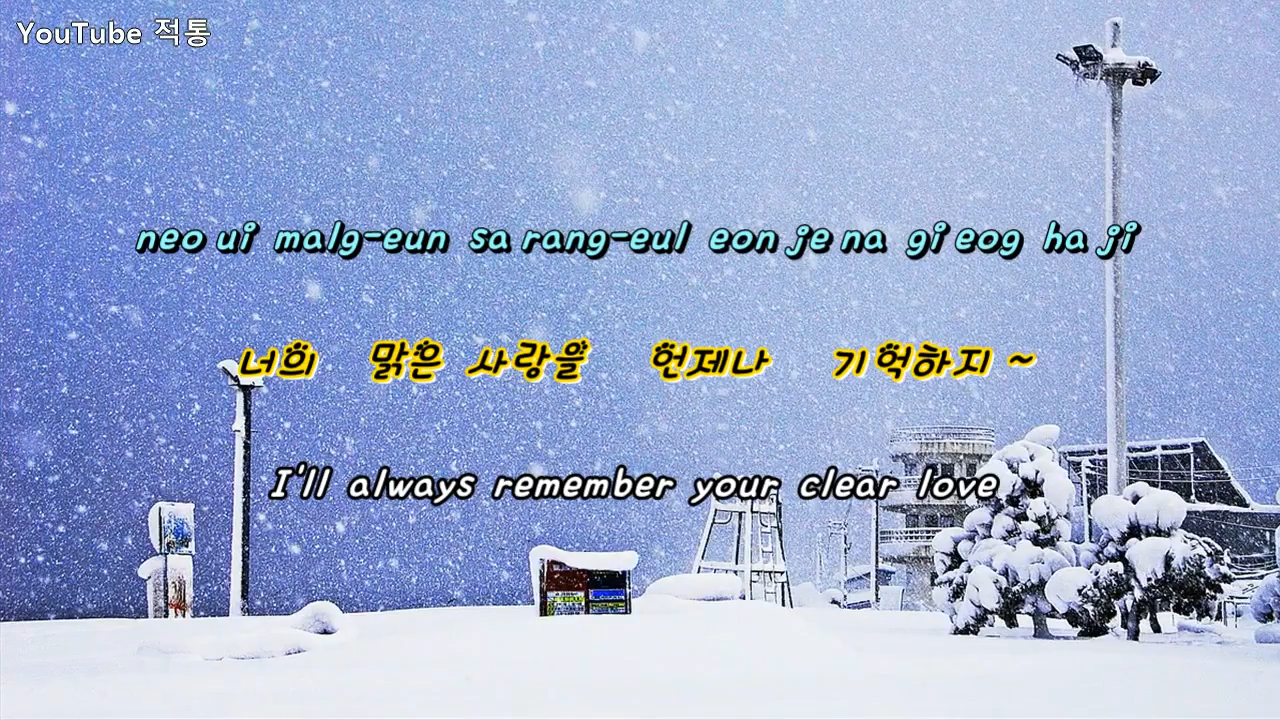 YouTube 적통
neo ui malg-eun sa rang-eul eon je na gi eog ha ji
너희 맑은 사랑을 언제나 기억하지 ~
I'll always remember your clear love